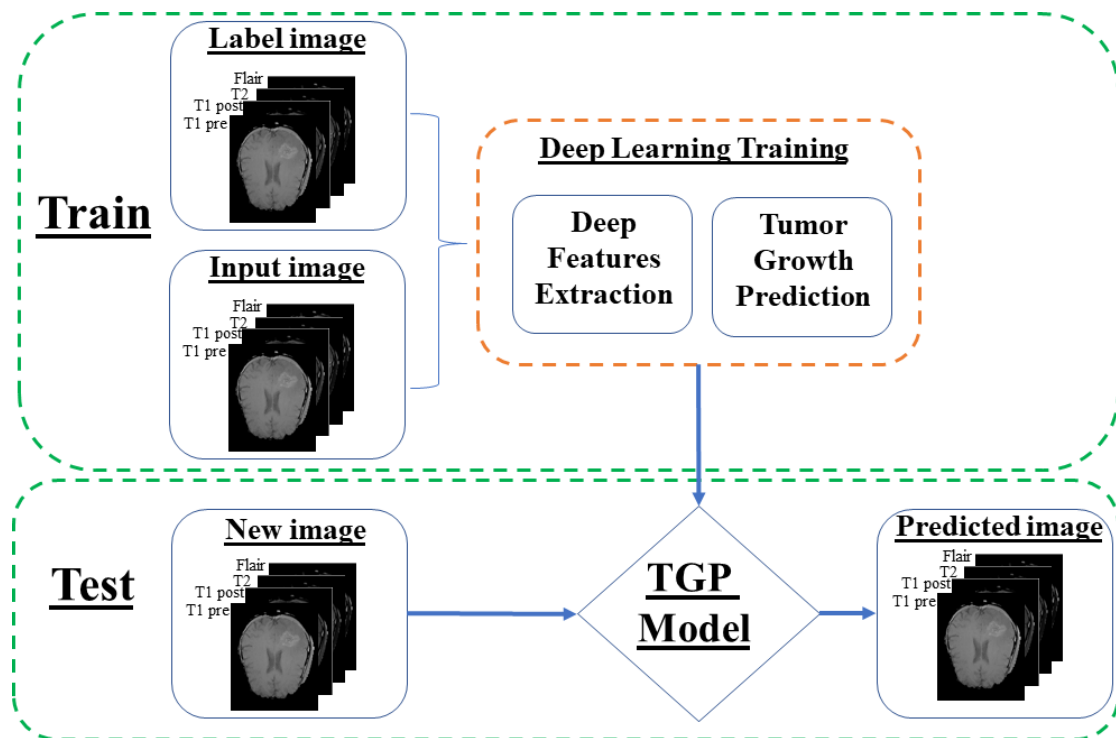 Train
Label image
Flair
T2
T1 post
T1 pre
Input image
Flair
T2
T1 post
T1 pre
Deep Learning Training
Deep
Features
Extraction
Tumor
Growth
Prediction
Test
New image
Flair
T2
T1 post
T1 pre
TGP
Model
Predicted image
Flair
T2
T1 post
T1 pre